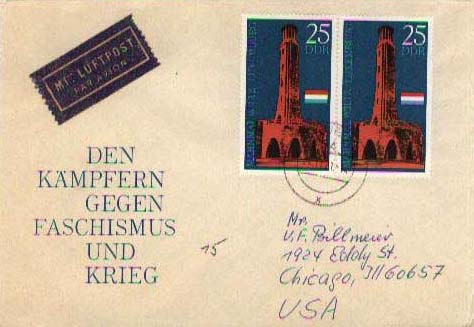 MIT LUFTPOST
PAR AVION
25
DDR
25
DDR
DEN
KÄMPFERN
GEGEN
FASCHISMUS
UND
KRIEG
15
Mr.
V.F. Billmeier
1924 Eddy St.
Chicago, Ill 60657
USA